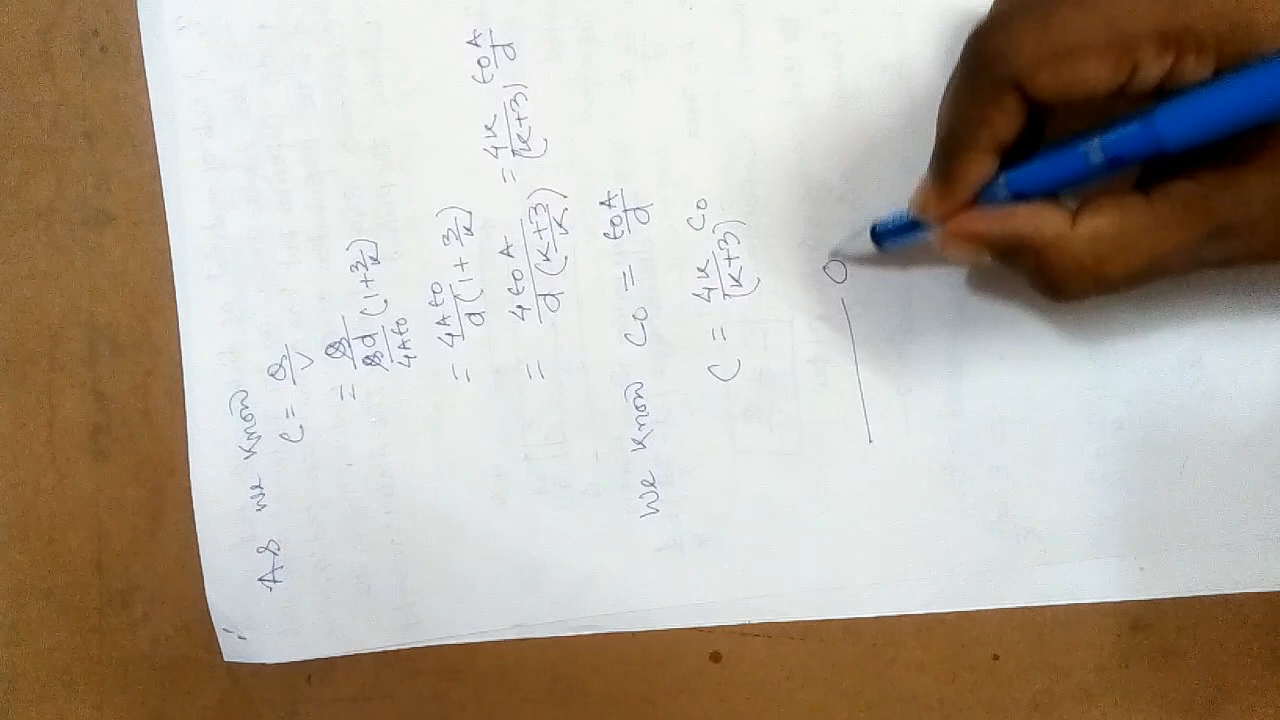 As we know
C = Q/V
= Q / (Qd/4Aε0 (1 + 3/K))
= 4Aε0 / d(1 + 3/K)
= 4ε0A / d((K+3)/K) = 4K/(K+3) ε0A/d
We know C0 = ε0A/d
C = 4K/(K+3) C0